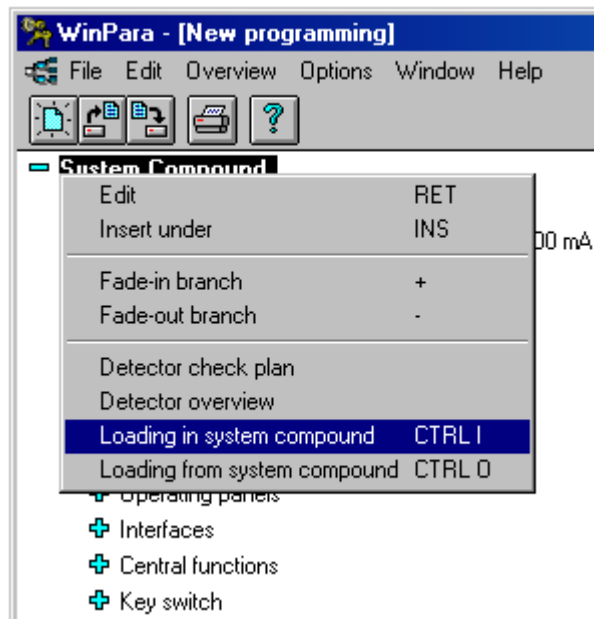 WinPara - [New programming]
File Edit Overview Options Window Help
System Compound
Edit RET
Insert under INS
00 mA
Fade-in branch +
Fade-out branch -
Detector check plan
Detector overview
Loading in system compound CTRL I
Loading from system compound CTRL O
Operating panels
Interfaces
Central functions
Key switch